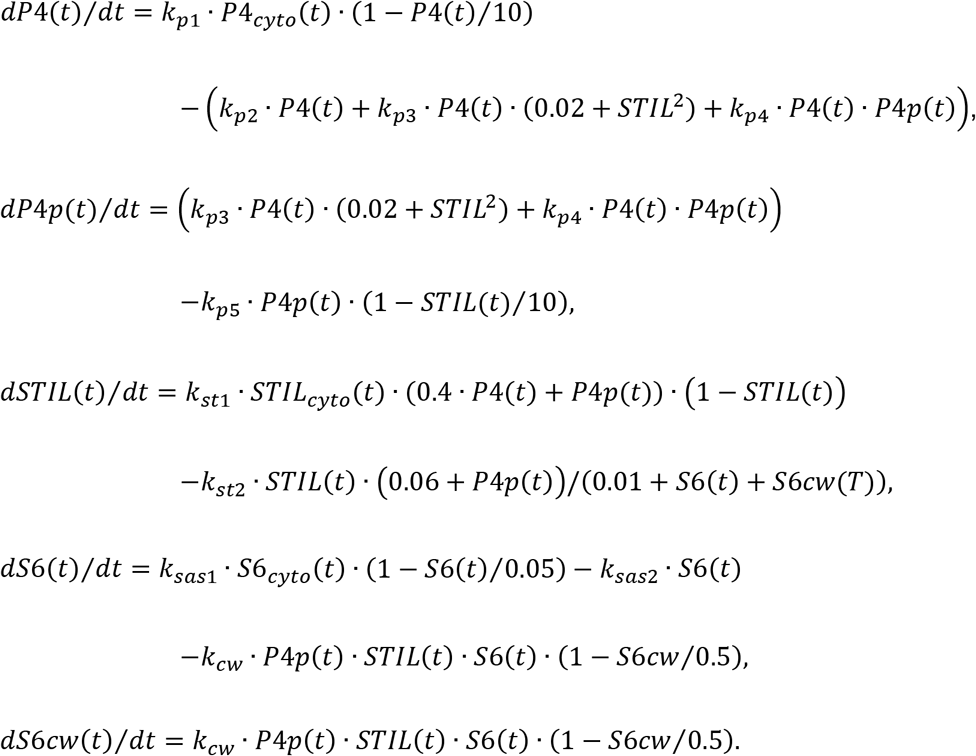 dP4(t)/dt = k_{p1} · P4_{cyto}(t) · (1 − P4(t)/10)
− (k_{p2} · P4(t) + k_{p3} · P4(t) · (0.02 + STIL²) + k_{p4} · P4(t) · P4p(t)),
dP4p(t)/dt = (k_{p3} · P4(t) · (0.02 + STIL²) + k_{p4} · P4(t) · P4p(t))
−k_{p5} · P4p(t) · (1 − STIL(t)/10),
dSTIL(t)/dt = k_{st1} · STIL_{cyto}(t) · (0.4 · P4(t) + P4p(t)) · (1 − STIL(t))
−k_{st2} · STIL(t) · (0.06 + P4p(t))/(0.01 + S6(t) + S6cw(T)),
dS6(t)/dt = k_{sas1} · S6_{cyto}(t) · (1 − S6(t)/0.05) − k_{sas2} · S6(t)
−k_{cw} · P4p(t) · STIL(t) · S6(t) · (1 − S6cw/0.5),
dS6cw(t)/dt = k_{cw} · P4p(t) · STIL(t) · S6(t) · (1 − S6cw/0.5).